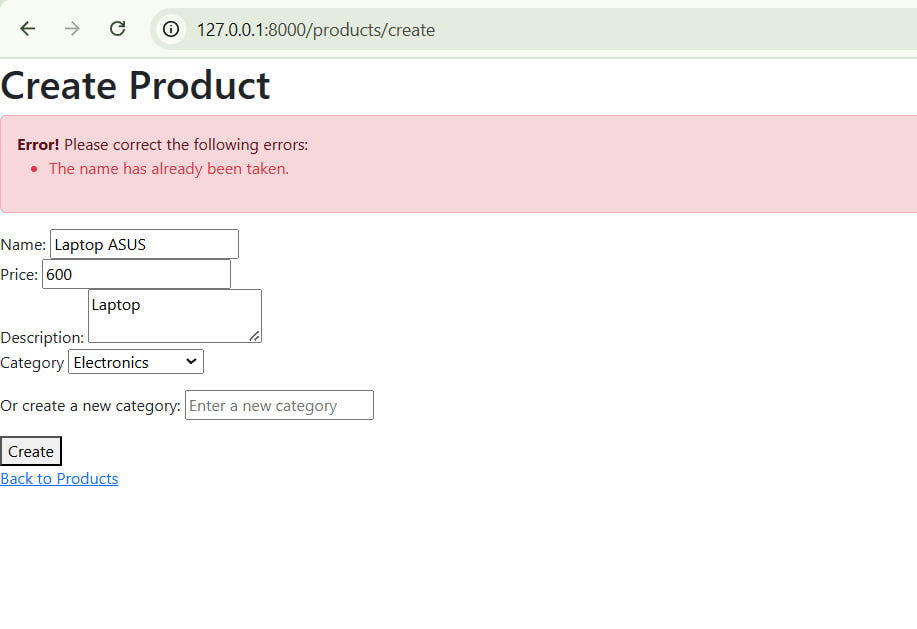 127.0.0.1:8000/products/create
Create Product
Error! Please correct the following errors:
• The name has already been taken.
Name: Laptop ASUS
Price: 600
Description: Laptop
Category Electronics
Or create a new category: Enter a new category
Create
Back to Products